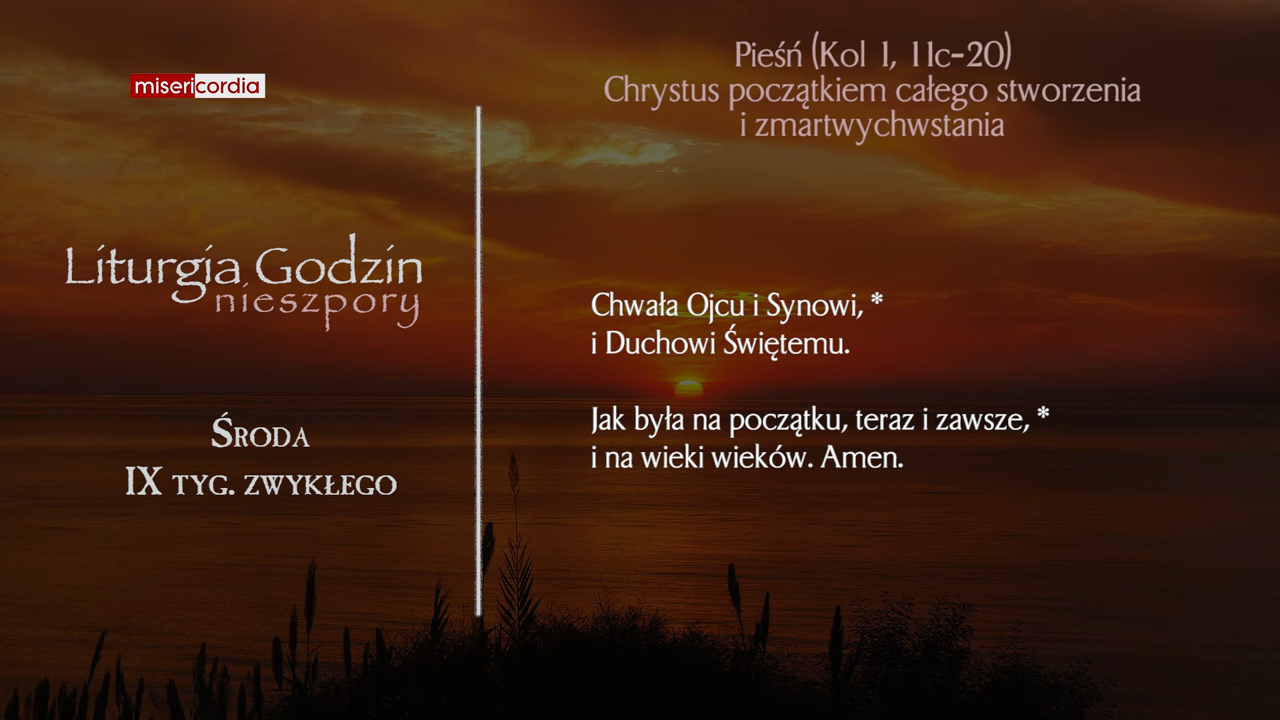 misericordia
Liturgia Godzin
nieszpory
Środa
IX tyg. zwykłego
Pieśń (Kol 1, 11c-20)
Chrystus początkiem całego stworzenia
i zmartwychwstania
Chwała Ojcu i Synowi, *
i Duchowi Świętemu.
Jak była na początku, teraz i zawsze, *
i na wieki wieków. Amen.